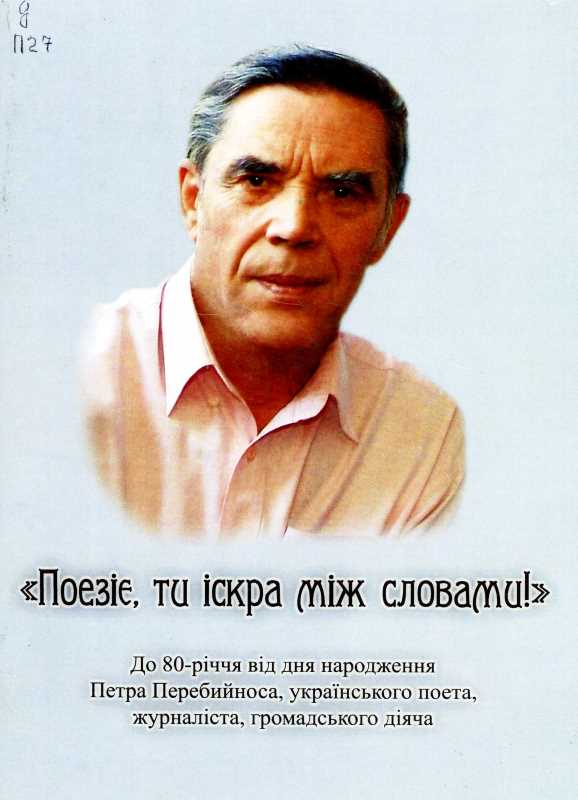 д
П27
«Поезіє, ти іскра між словами!»
До 80-річчя від дня народження
Петра Перебийноса, українського поета,
журналіста, громадського діяча